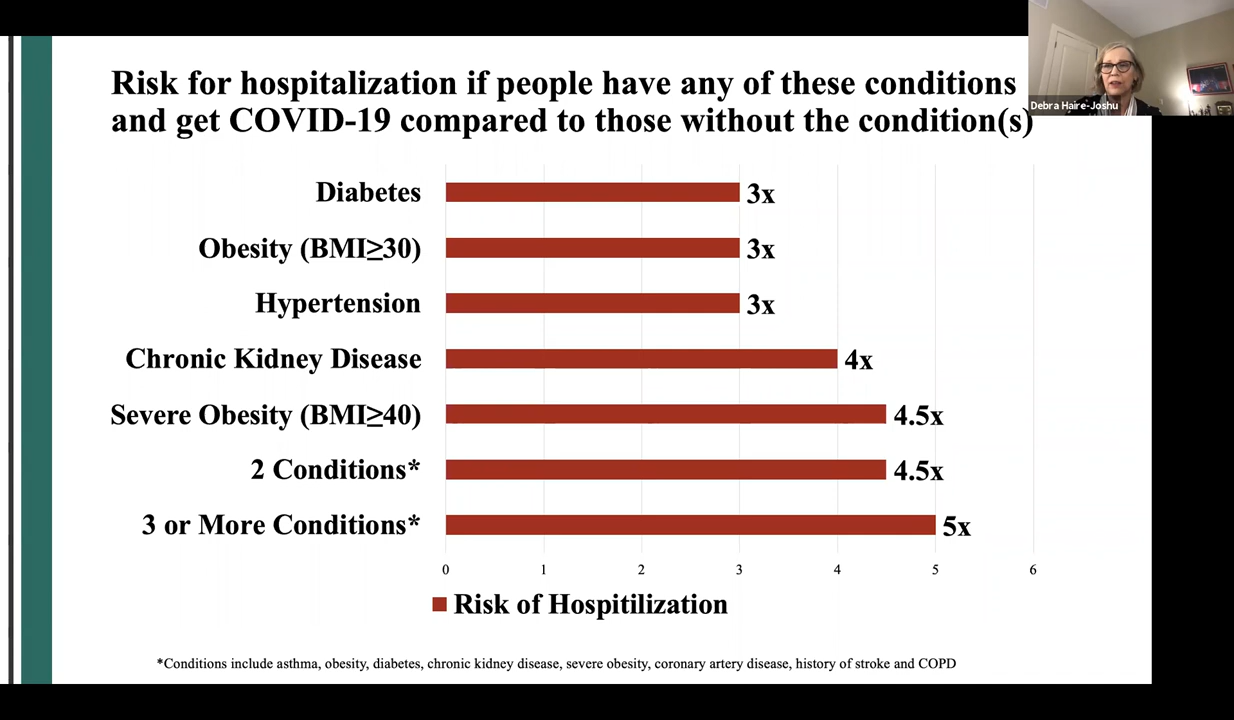 Risk for hospitalization if people have any of these conditions
and get COVID-19 compared to those without the condition(s)
Debra Haire-Joshu
Diabetes 3x
Obesity (BMI≥30) 3x
Hypertension 3x
Chronic Kidney Disease 4x
Severe Obesity (BMI≥40) 4.5x
2 Conditions* 4.5x
3 or More Conditions* 5x
0 1 2 3 4 5 6
Risk of Hospitilization
*Conditions include asthma, obesity, diabetes, chronic kidney disease, severe obesity, coronary artery disease, history of stroke and COPD